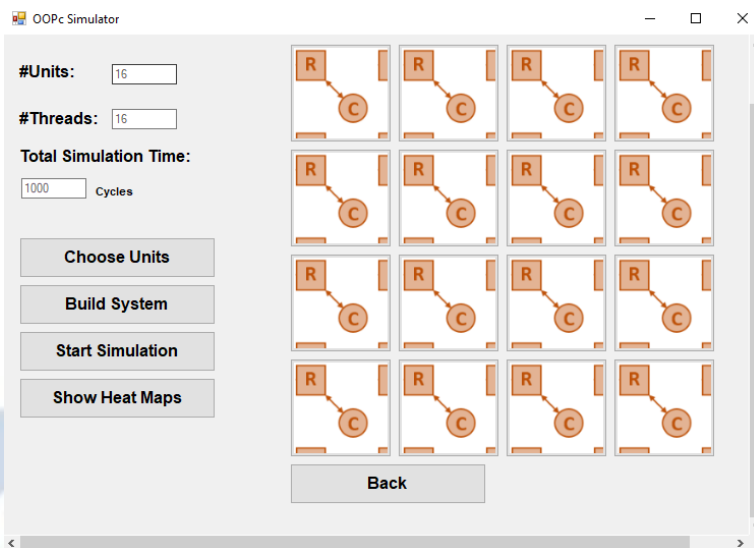 OOPc Simulator
#Units: 16
#Threads: 16
Total Simulation Time:
1000 Cycles
Choose Units
Build System
Start Simulation
Show Heat Maps
R R R R
C C C C
R R R R
C C C C
R R R R
C C C C
R R R R
C C C C
Back